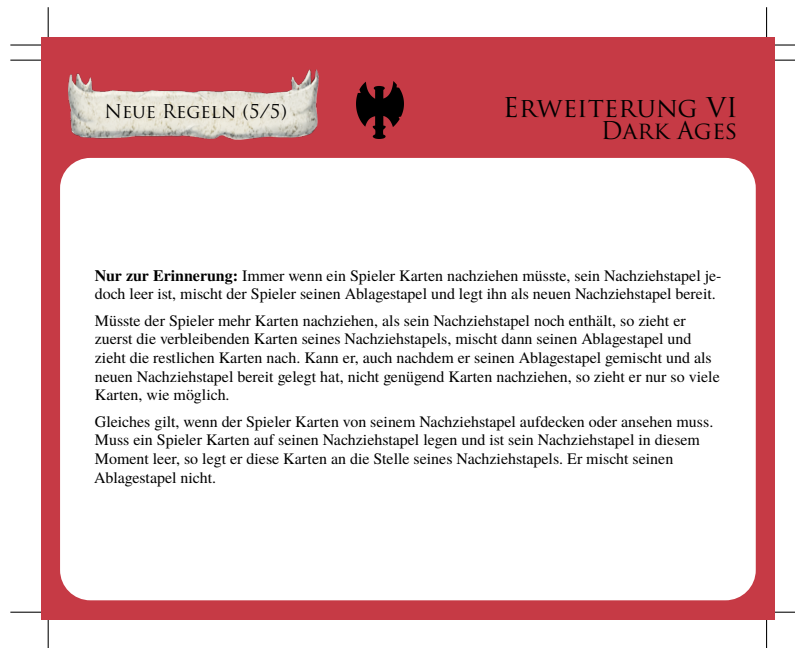 Neue Regeln (5/5)
Erweiterung VI
Dark Ages
Nur zur Erinnerung: Immer wenn ein Spieler Karten nachziehen müsste, sein Nachziehstapel je-
doch leer ist, mischt der Spieler seinen Ablagestapel und legt ihn als neuen Nachziehstapel bereit.
Müsste der Spieler mehr Karten nachziehen, als sein Nachziehstapel noch enthält, so zieht er
zuerst die verbleibenden Karten seines Nachziehstapels, mischt dann seinen Ablagestapel und
zieht die restlichen Karten nach. Kann er, auch nachdem er seinen Ablagestapel gemischt und als
neuen Nachziehstapel bereit gelegt hat, nicht genügend Karten nachziehen, so zieht er nur so viele
Karten, wie möglich.
Gleiches gilt, wenn der Spieler Karten von seinem Nachziehstapel aufdecken oder ansehen muss.
Muss ein Spieler Karten auf seinen Nachziehstapel legen und ist sein Nachziehstapel in diesem
Moment leer, so legt er diese Karten an die Stelle seines Nachziehstapels. Er mischt seinen
Ablagestapel nicht.